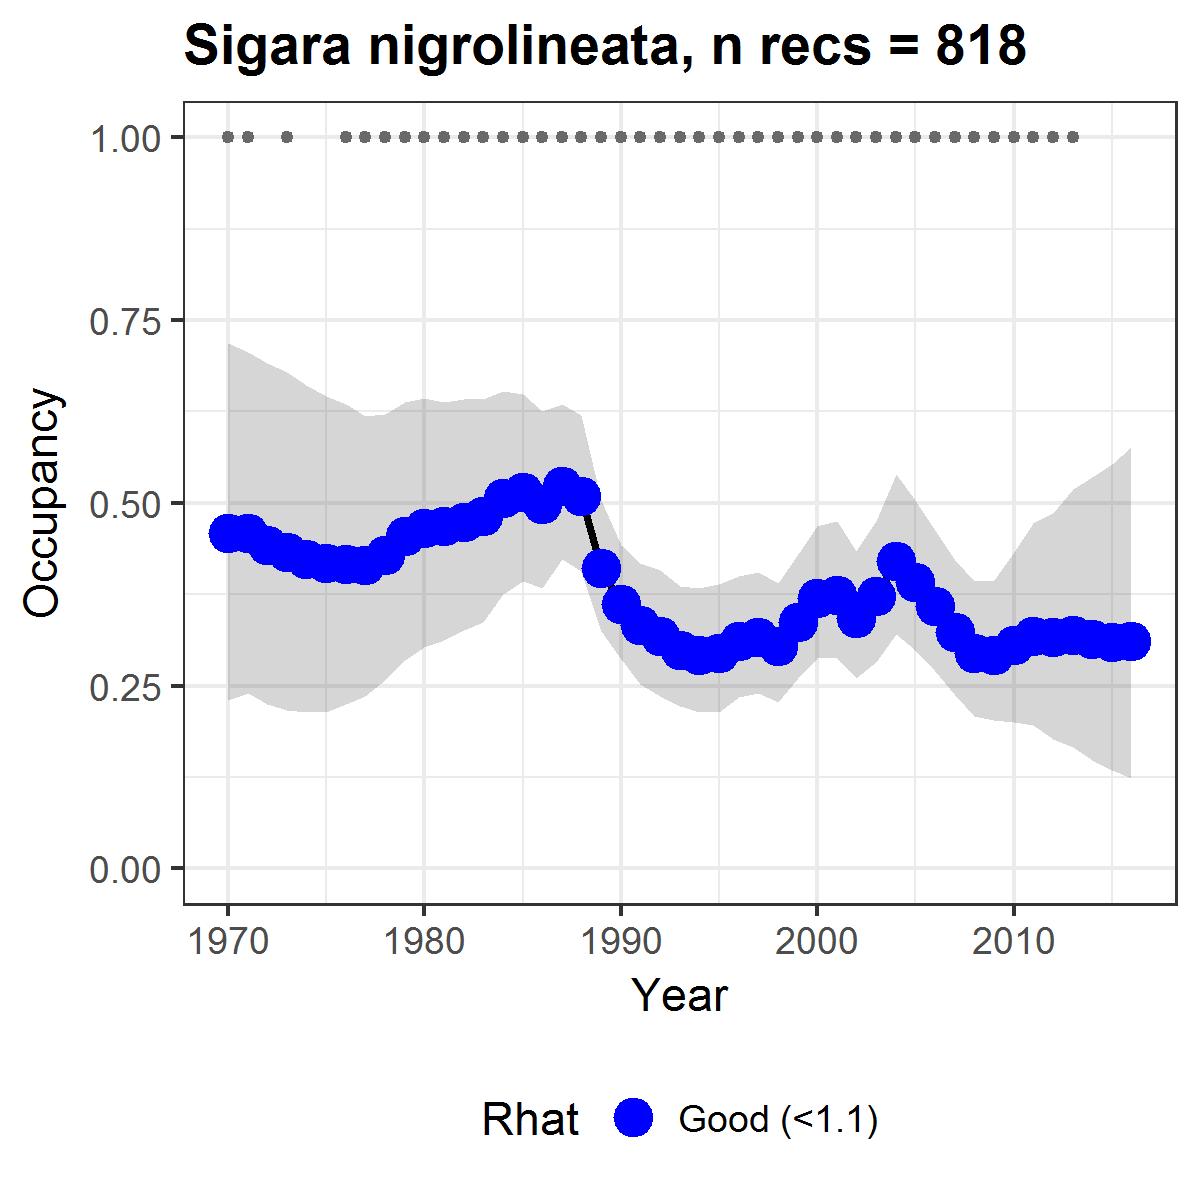 Sigara nigrolineata, n recs = 818
1.00
0.75
0.50
0.25
0.00
Occupancy
1970 1980 1990 2000 2010
Year
Rhat Good (<1.1)